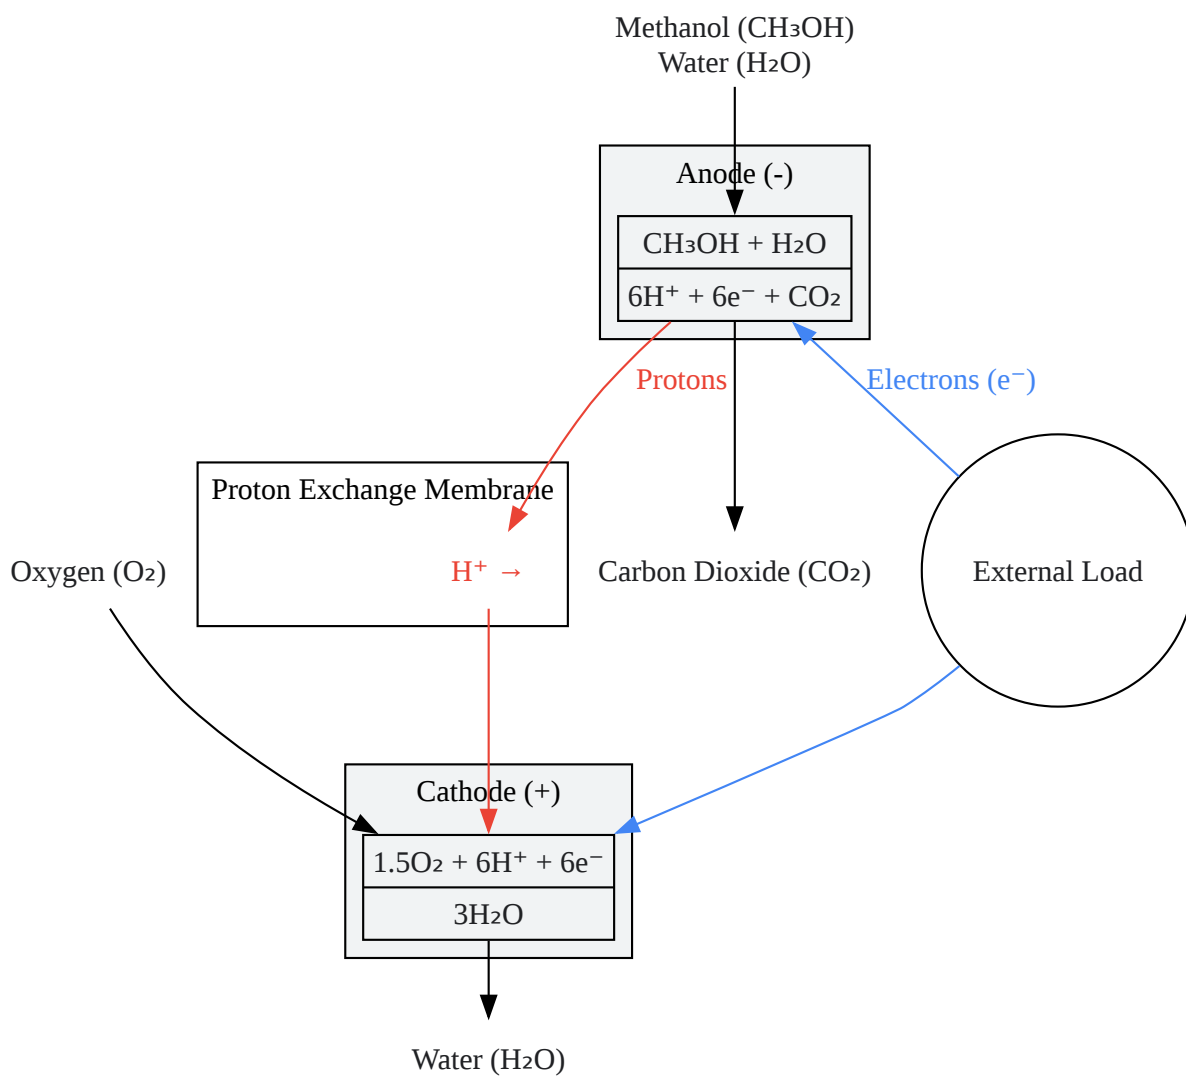 Methanol (CH₃OH)
Water (H₂O)
Anode (-)
CH₃OH + H₂O
6H⁺ + 6e⁻ + CO₂
Protons
Electrons (e⁻)
Proton Exchange Membrane
Oxygen (O₂)
H⁺ →
Carbon Dioxide (CO₂)
External Load
Cathode (+)
1.5O₂ + 6H⁺ + 6e⁻
3H₂O
Water (H₂O)